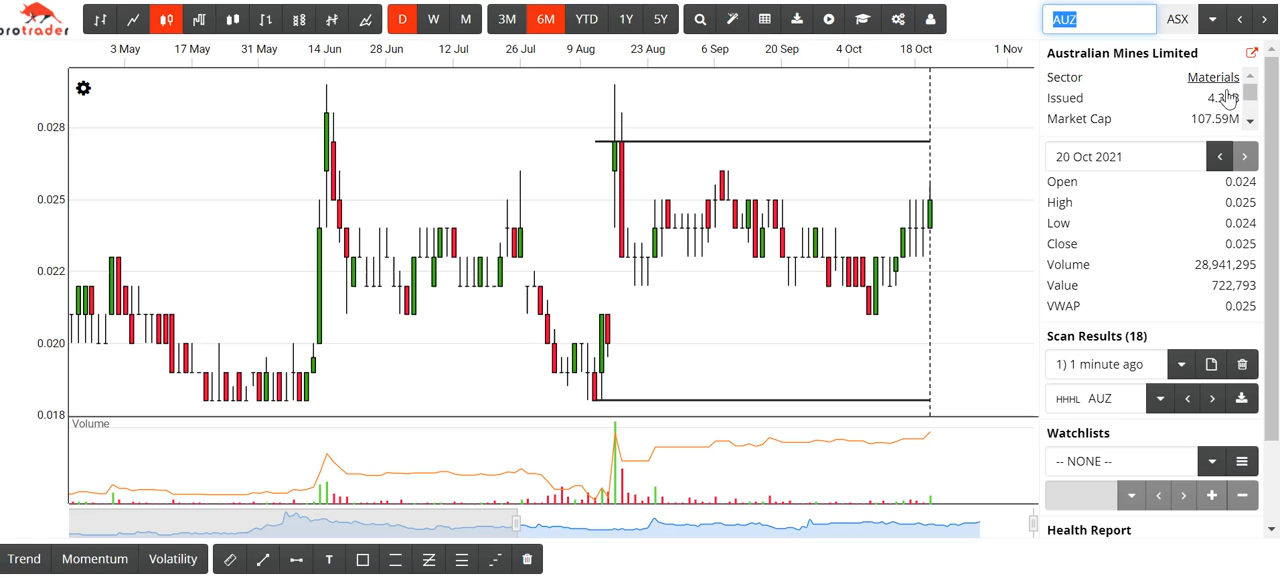 protrader
D W M 3M 6M YTD 1Y 5Y
AUZ ASX
3 May 17 May 31 May 14 Jun 28 Jun 12 Jul 26 Jul 9 Aug 23 Aug 6 Sep 20 Sep 4 Oct 18 Oct 1 Nov
0.028
0.025
0.022
0.020
0.018
Volume
Australian Mines Limited
Sector Materials
Issued
Market Cap 107.59M
20 Oct 2021
Open 0.024
High 0.025
Low 0.024
Close 0.025
Volume 28,941,295
Value 722,793
VWAP 0.025
Scan Results (18)
1) 1 minute ago
HHHL AUZ
Watchlists
-- NONE --
Health Report
Trend Momentum Volatility T